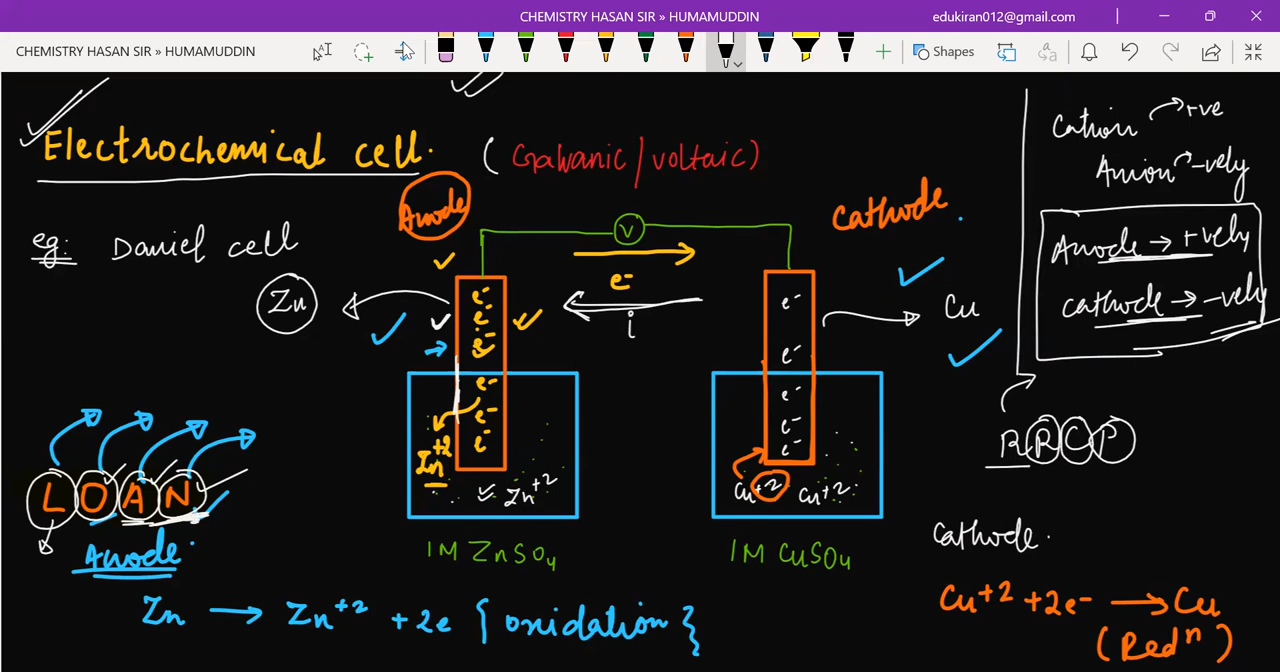 CHEMISTRY HASAN SIR » HUMAMUDDIN
edukiran012@gmail.com
CHEMISTRY HASAN SIR » HUMAMUDDIN
Shapes
Electrochemical cell.
(Galvanic/voltaic)
Cation +ve
Anion -vely
Anode → +vely
Cathode → -vely
Anode
Cathode
eg: Daniel cell
V
e-
i
Zn
Cu
e-
e-
e-
e-
e-
e-
e-
e-
e-
e-
e-
RRCP
Zn+2
Zn+2
Cu+2
Cu+2
LOAN
Anode
1M ZnSO4
1M CuSO4
Cathode.
Zn → Zn+2 + 2e {oxidation}
Cu+2 + 2e- → Cu
(Redn)